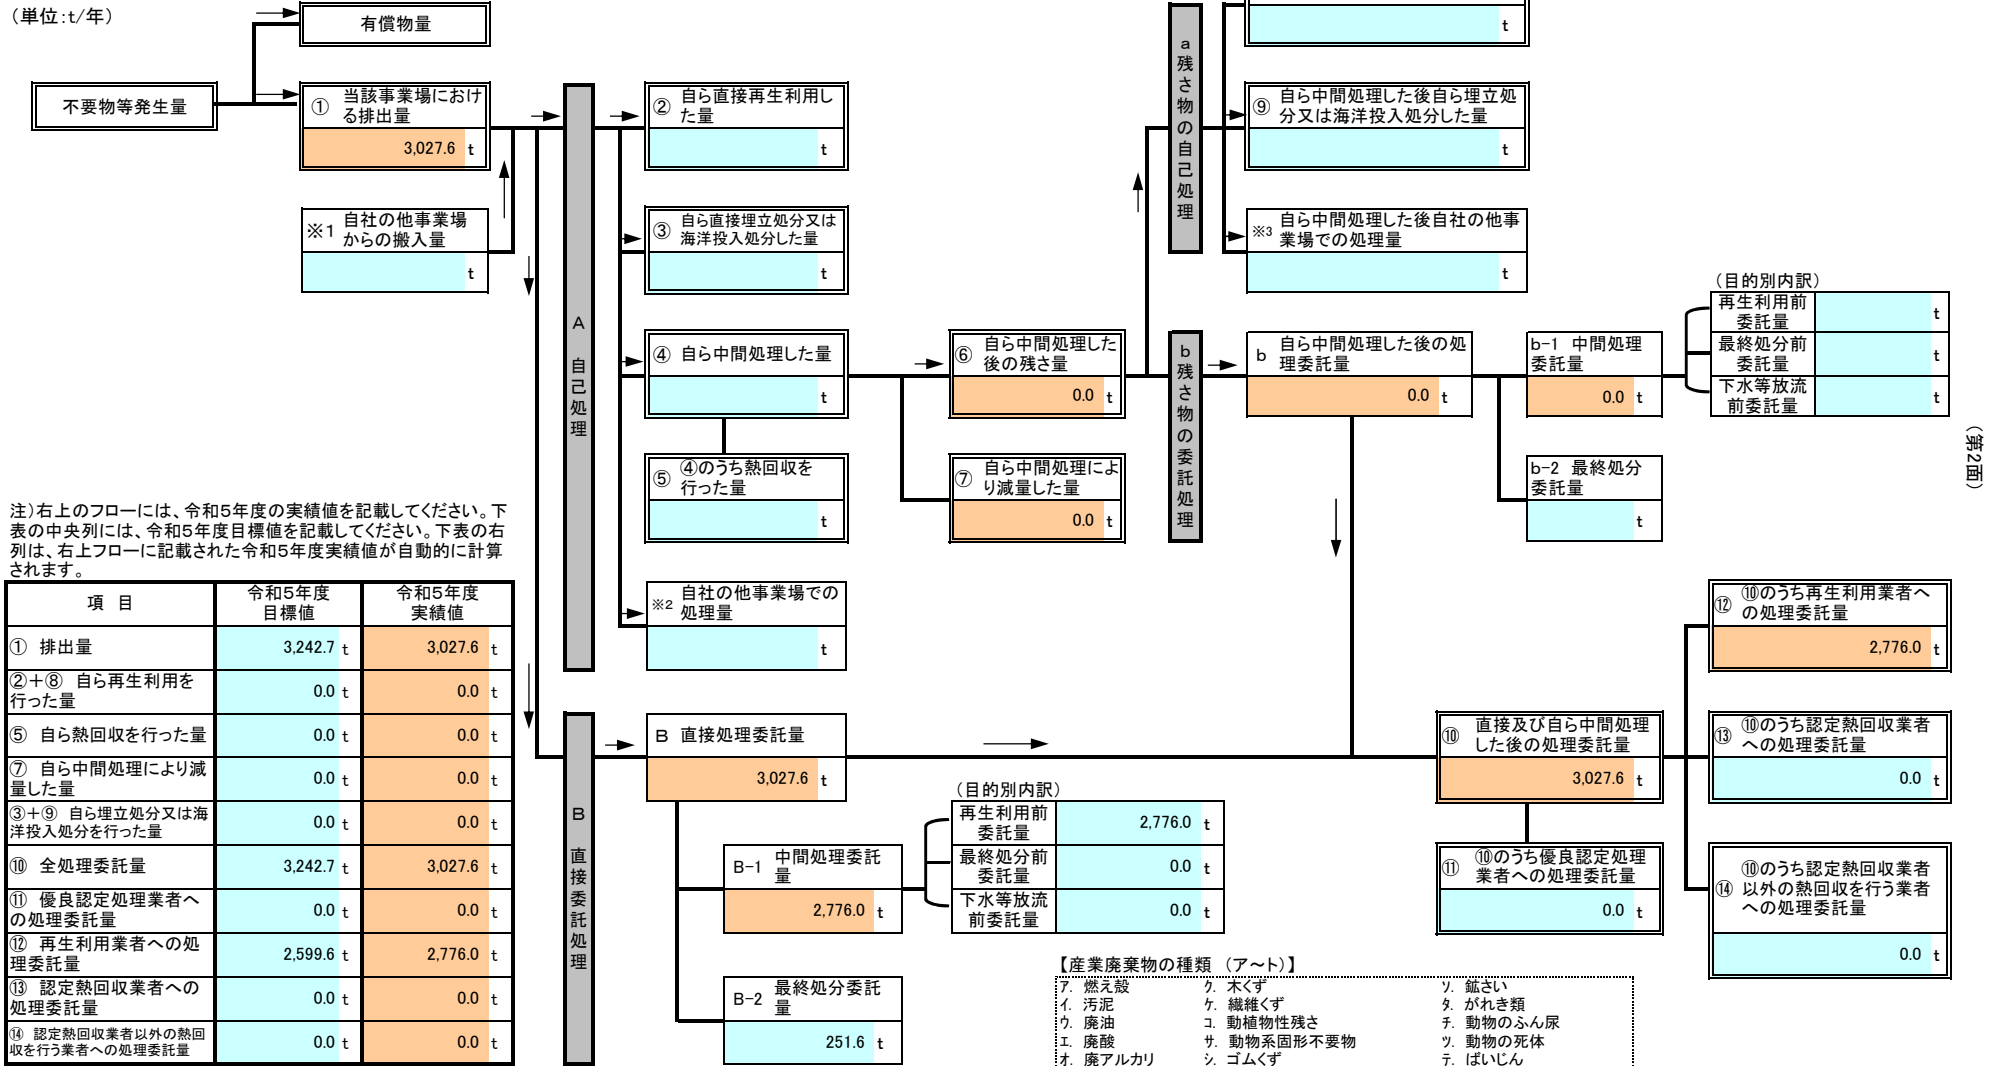 （単位：t/年）
有償物量
不要物等発生量
① 当該事業場におけ
る排出量
3,027.6 t
※1 自社の他事業場
からの搬入量
t
A 自己処理
② 自ら直接再生利用し
た量
t
③ 自ら直接埋立処分又は
海洋投入処分した量
t
④ 自ら中間処理した量
t
⑤ ④のうち熱回収を
行った量
t
※2 自社の他事業場での
処理量
t
⑥ 自ら中間処理した
後の残さ量
0.0 t
⑦ 自ら中間処理によ
り減量した量
0.0 t
a 残さ物の自己処理
t
⑨ 自ら中間処理した後自ら埋立処
分又は海洋投入処分した量
t
※3 自ら中間処理した後自社の他事
業場での処理量
t
b 残さ物の委託処理
b 自ら中間処理した後の処
理委託量
0.0 t
b-1 中間処理
委託量
0.0 t
b-2 最終処分
委託量
t
（目的別内訳）
再生利用前
委託量
t
最終処分前
委託量
t
下水等放流
前委託量
t
（第2面）
注）右上のフローには、令和5年度の実績値を記載してください。下
表の中央列には、令和5年度目標値を記載してください。下表の右
列は、右上フローに記載された令和5年度実績値が自動的に計算
されます。
項 目 令和5年度 目標値 令和5年度 実績値
① 排出量 3,242.7 t 3,027.6 t
②＋⑧ 自ら再生利用を
行った量 0.0 t 0.0 t
⑤ 自ら熱回収を行った量 0.0 t 0.0 t
⑦ 自ら中間処理により減
量した量 0.0 t 0.0 t
③＋⑨ 自ら埋立処分又は海
洋投入処分を行った量 0.0 t 0.0 t
⑩ 全処理委託量 3,242.7 t 3,027.6 t
⑪ 優良認定処理業者へ
の処理委託量 0.0 t 0.0 t
⑫ 再生利用業者への処
理委託量 2,599.6 t 2,776.0 t
⑬ 認定熱回収業者への
処理委託量 0.0 t 0.0 t
⑭ 認定熱回収業者以外の熱回
収を行う業者への処理委託量 0.0 t 0.0 t
B 直接委託処理
B 直接処理委託量
3,027.6 t
B-1 中間処理委託
量
2,776.0 t
B-2 最終処分委託
量
251.6 t
（目的別内訳）
再生利用前
委託量
2,776.0 t
最終処分前
委託量
0.0 t
下水等放流
前委託量
0.0 t
⑩ 直接及び自ら中間処理
した後の処理委託量
3,027.6 t
⑪ ⑩のうち優良認定処理
業者への処理委託量
0.0 t
⑫ ⑩のうち再生利用業者へ
の処理委託量
2,776.0 t
⑬ ⑩のうち認定熱回収業者
への処理委託量
0.0 t
⑭ ⑩のうち認定熱回収業者
以外の熱回収を行う業者
への処理委託量
0.0 t
【産業廃棄物の種類 （ア～ト）】
ア. 燃え殻 ク. 木くず ソ. 鉱さい
イ. 汚泥 ケ. 繊維くず タ. がれき類
ウ. 廃油 コ. 動植物性残さ チ. 動物のふん尿
エ. 廃酸 サ. 動物系固形不要物 ツ. 動物の死体
オ. 廃アルカリ シ. ゴムくず テ. ばいじん